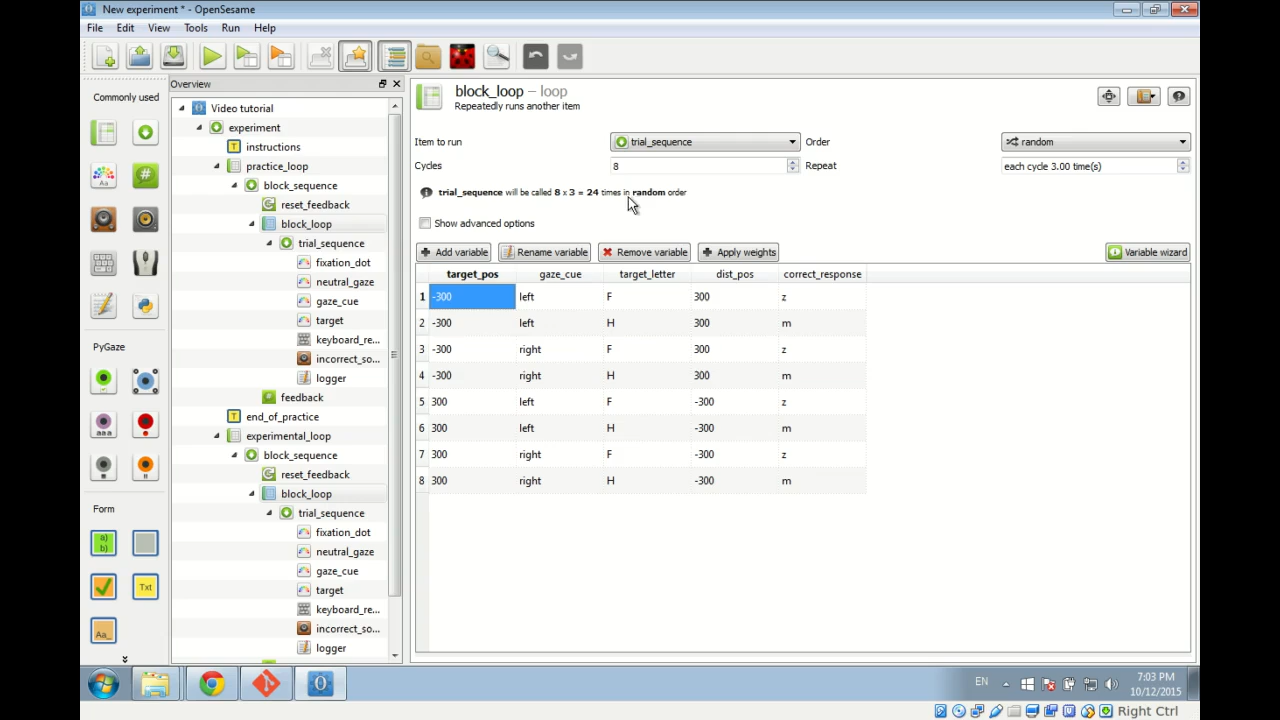 New experiment * - OpenSesame
File Edit View Tools Run Help
Commonly used
PyGaze
Form
Overview
Video tutorial
experiment
instructions
practice_loop
block_sequence
reset_feedback
block_loop
trial_sequence
fixation_dot
neutral_gaze
gaze_cue
target
keyboard_re...
incorrect_so...
logger
feedback
end_of_practice
experimental_loop
block_sequence
reset_feedback
block_loop
trial_sequence
fixation_dot
neutral_gaze
gaze_cue
target
keyboard_re...
incorrect_so...
logger
block_loop – loop
Repeatedly runs another item
Item to run trial_sequence Order random
Cycles 8 Repeat each cycle 3.00 time(s)
trial_sequence will be called 8 x 3 = 24 times in random order
Show advanced options
Add variable Rename variable Remove variable Apply weights Variable wizard
target_pos gaze_cue target_letter dist_pos correct_response
1 -300 left F 300 z
2 -300 left H 300 m
3 -300 right F 300 z
4 -300 right H 300 m
5 300 left F -300 z
6 300 left H -300 m
7 300 right F -300 z
8 300 right H -300 m
a)
b)
Txt
Aa_
EN
7:03 PM
10/12/2015
Right Ctrl